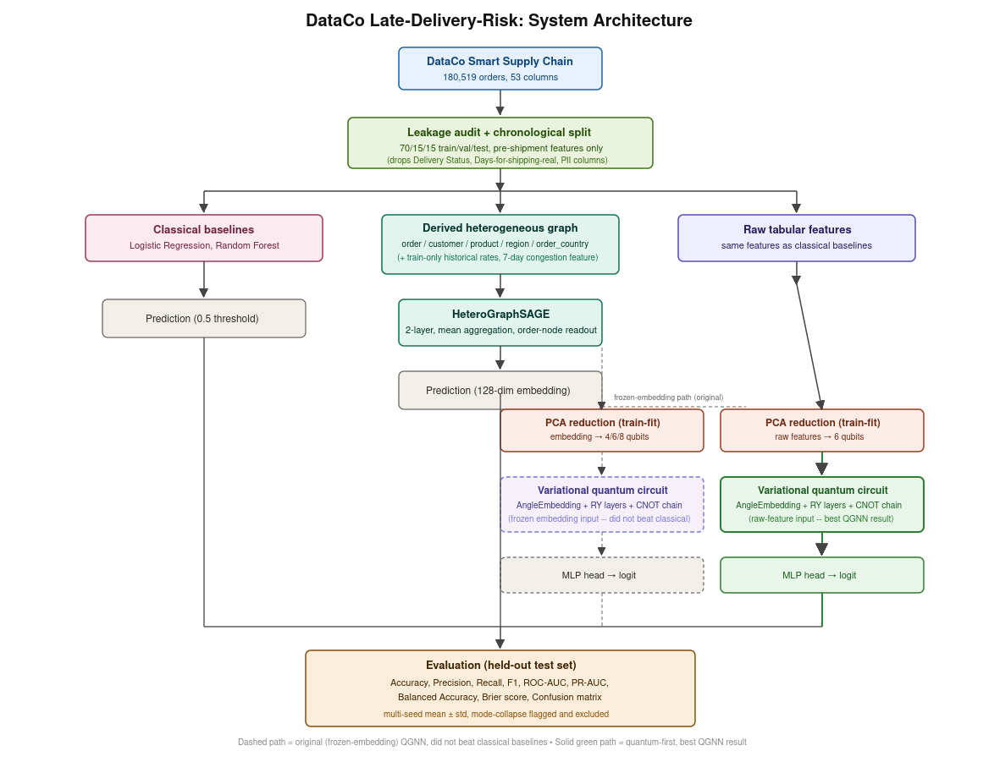 DataCo Late-Delivery-Risk: System Architecture
DataCo Smart Supply Chain
180,519 orders, 53 columns
Leakage audit + chronological split
70/15/15 train/val/test, pre-shipment features only
(drops Delivery Status, Days-for-shipping-real, PII columns)
Classical baselines
Logistic Regression, Random Forest
Derived heterogeneous graph
order / customer / product / region / order_country
(+ train-only historical rates, 7-day congestion feature)
Raw tabular features
same features as classical baselines
Prediction (0.5 threshold)
HeteroGraphSAGE
2-layer, mean aggregation, order-node readout
Prediction (128-dim embedding)
frozen-embedding path (original)
PCA reduction (train-fit)
embedding → 4/6/8 qubits
PCA reduction (train-fit)
raw features → 6 qubits
Variational quantum circuit
AngleEmbedding + RY layers + CNOT chain
(frozen embedding input -- did not beat classical)
Variational quantum circuit
AngleEmbedding + RY layers + CNOT chain
(raw-feature input -- best QGNN result)
MLP head → logit
MLP head → logit
Evaluation (held-out test set)
Accuracy, Precision, Recall, F1, ROC-AUC, PR-AUC,
Balanced Accuracy, Brier score, Confusion matrix
multi-seed mean ± std, mode-collapse flagged and excluded
Dashed path = original (frozen-embedding) QGNN, did not beat classical baselines • Solid green path = quantum-first, best QGNN result